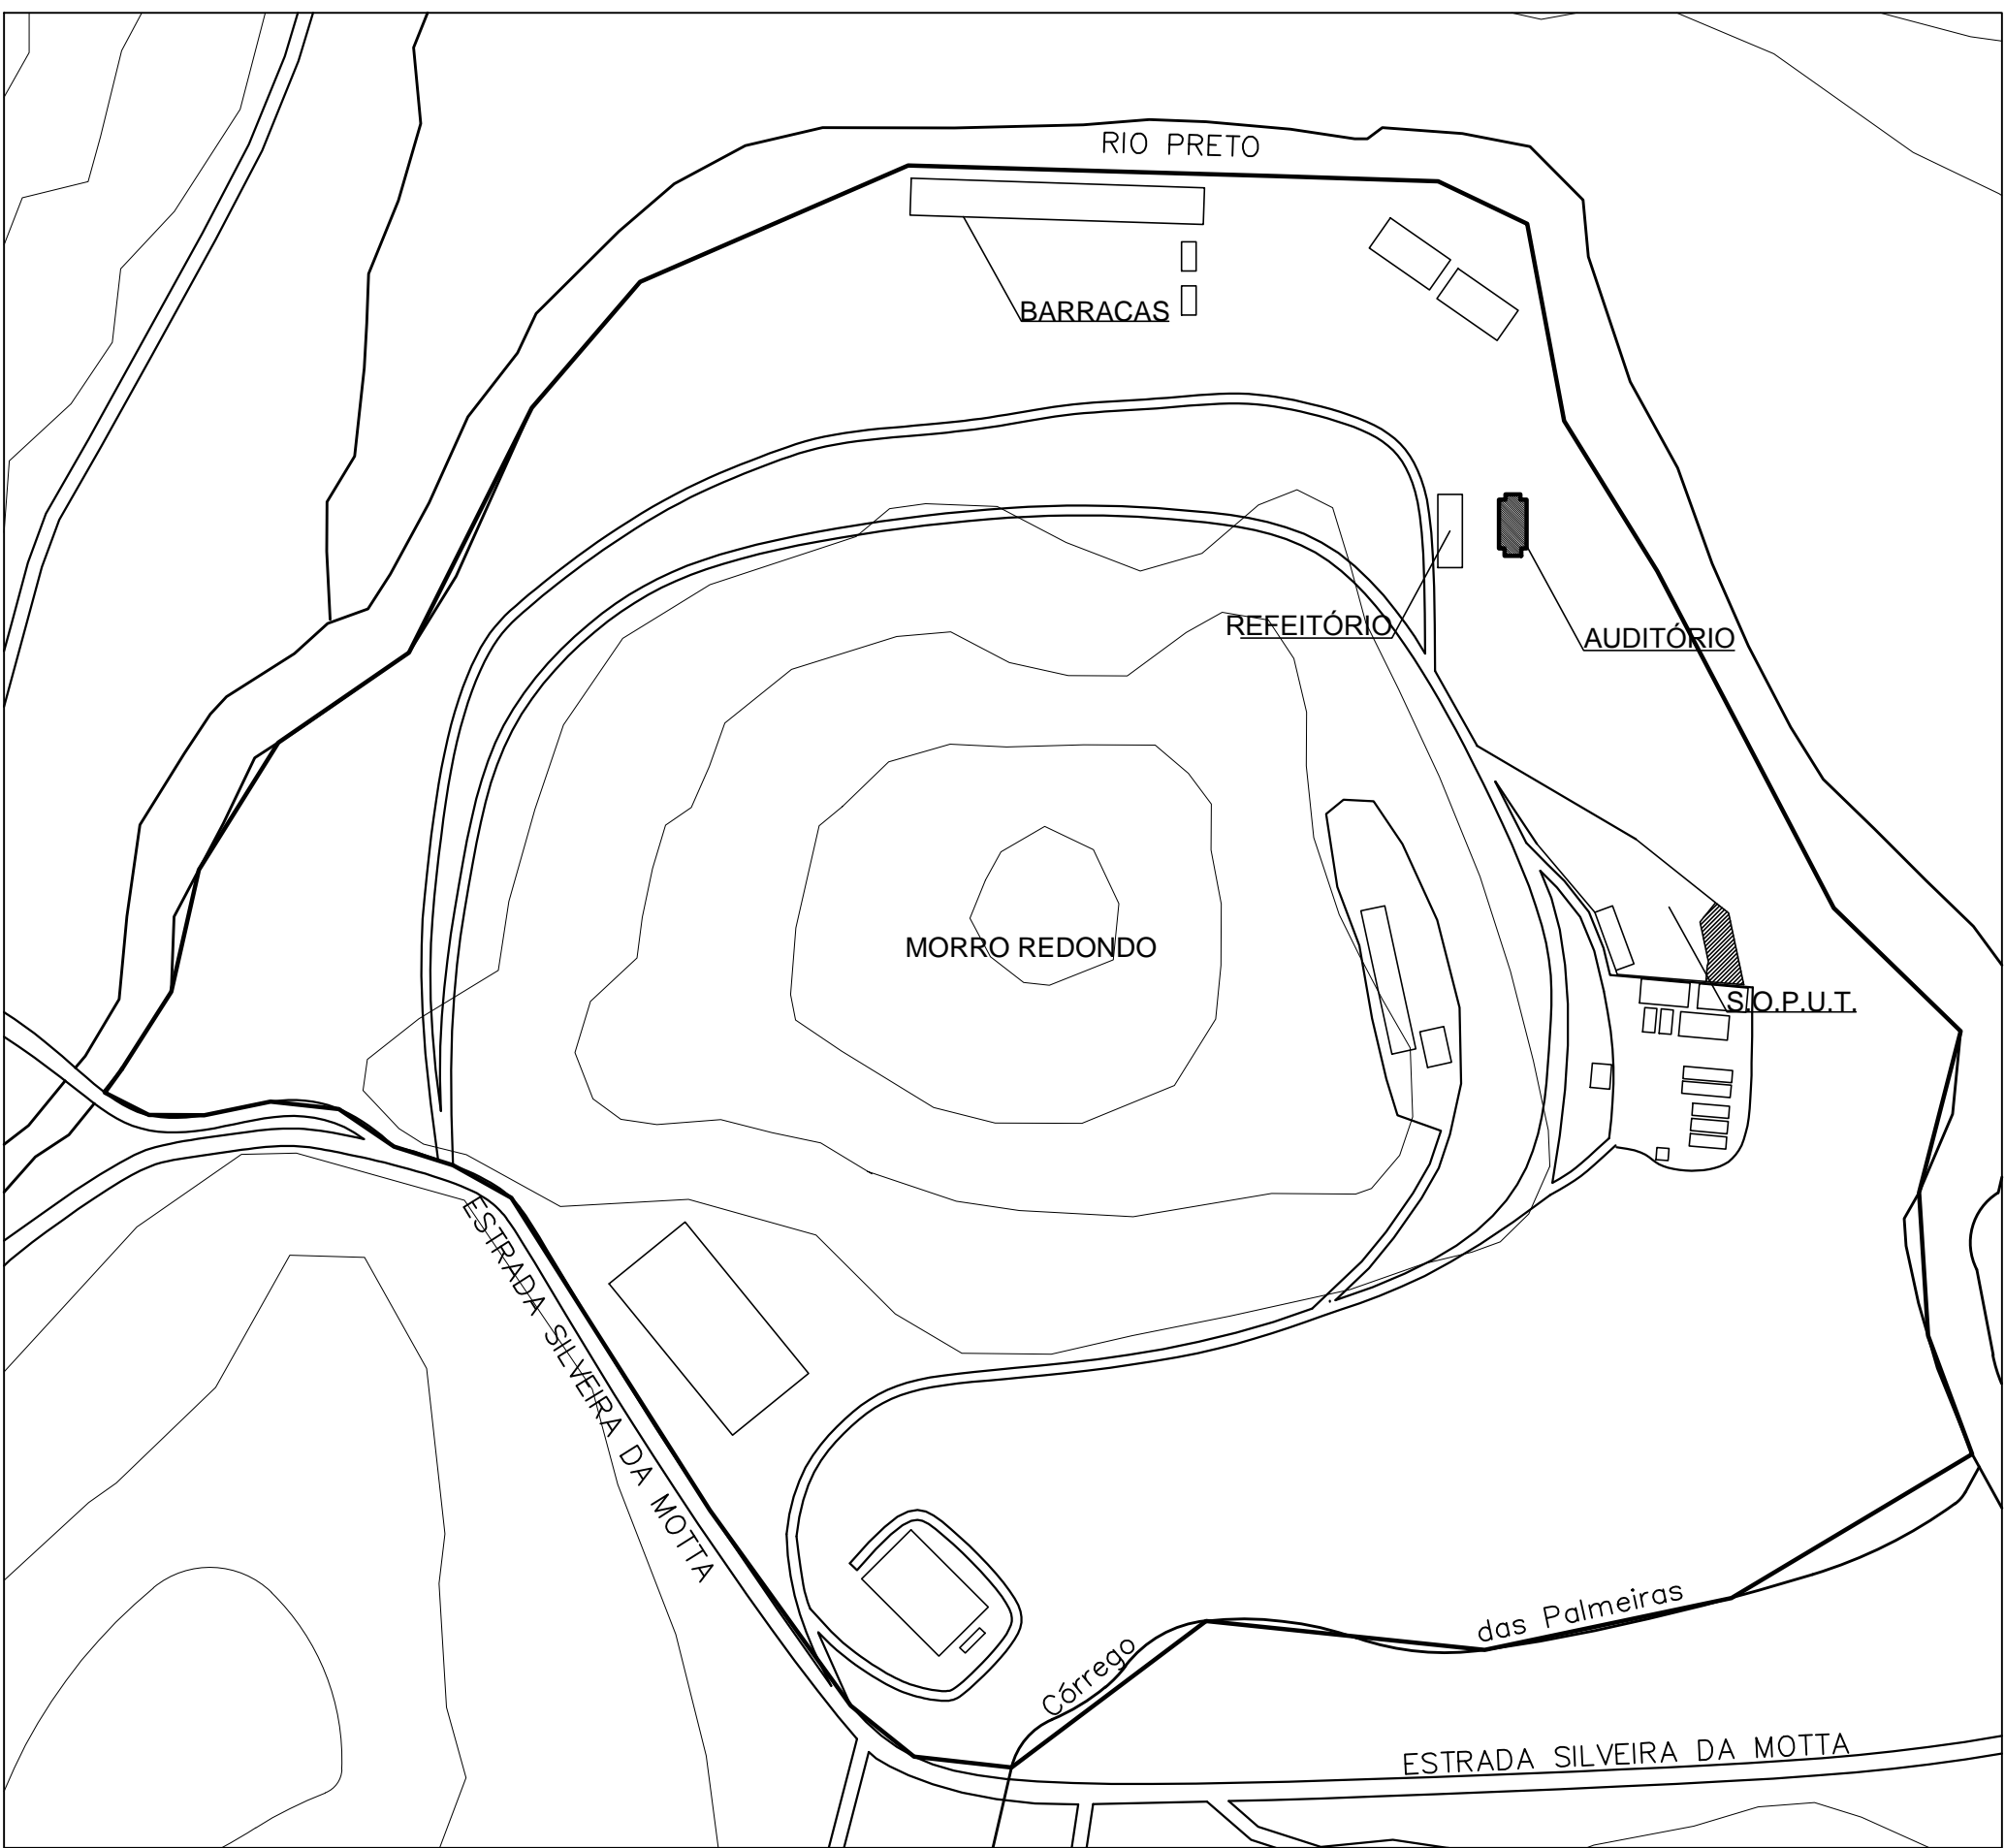 RIO PRETO
BARRACAS
REFEITÓRIO
AUDITÓRIO
MORRO REDONDO
S.O.P.U.T.
ESTRADA SILVEIRA DA MOTTA
Córrego das Palmeiras
ESTRADA SILVEIRA DA MOTTA